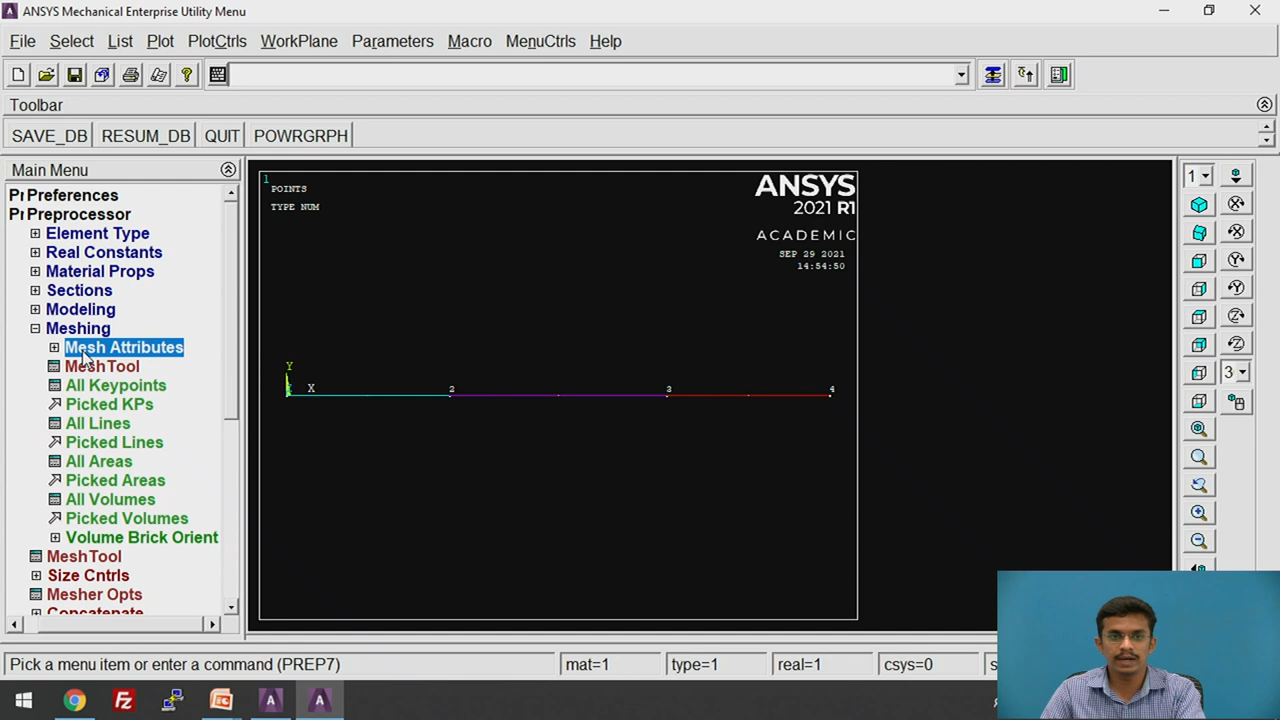 ANSYS Mechanical Enterprise Utility Menu
File Select List Plot PlotCtrls WorkPlane Parameters Macro MenuCtrls Help
Toolbar
SAVE_DB RESUM_DB QUIT POWRGRPH
Main Menu
Preferences
Preprocessor
Element Type
Real Constants
Material Props
Sections
Modeling
Meshing
Mesh Attributes
MeshTool
All Keypoints
Picked KPs
All Lines
Picked Lines
All Areas
Picked Areas
All Volumes
Picked Volumes
Volume Brick Orient
MeshTool
Size Cntrls
Mesher Opts
Concatenate
1
POINTS
TYPE NUM
ANSYS
2021 R1
ACADEMIC
SEP 29 2021
14:54:50
Y
X 2 3 4
1
3
Pick a menu item or enter a command (PREP7) mat=1 type=1 real=1 csys=0